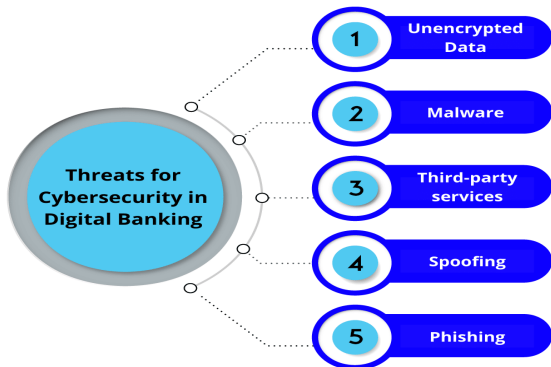 Threats for
Cybersecurity in
Digital Banking
1
Unencrypted
Data
2
Malware
3
Third-party
services
4
Spoofing
5
Phishing